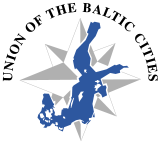 UNION OF THE BALTIC CITIES